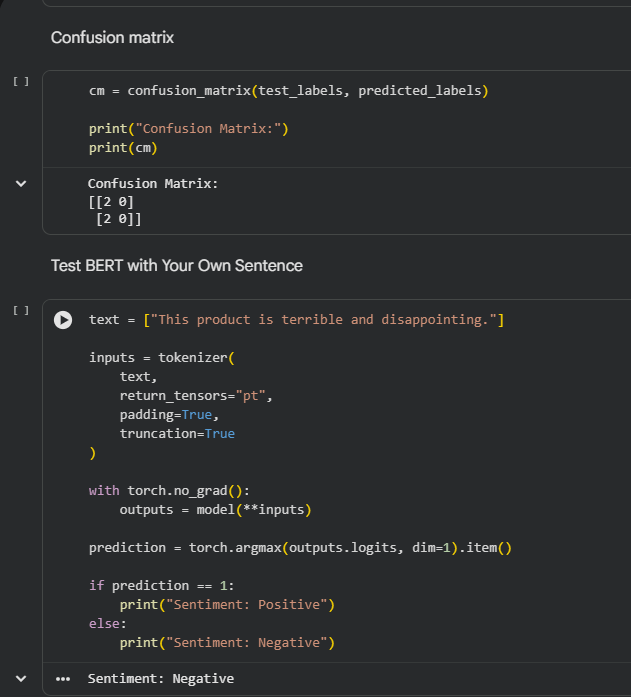 Confusion matrix
[ ]
cm = confusion_matrix(test_labels, predicted_labels)
print("Confusion Matrix:")
print(cm)
Confusion Matrix:
[[2 0]
 [2 0]]
Test BERT with Your Own Sentence
[ ]
text = ["This product is terrible and disappointing."]
inputs = tokenizer(
    text,
    return_tensors="pt",
    padding=True,
    truncation=True
)
with torch.no_grad():
    outputs = model(**inputs)
prediction = torch.argmax(outputs.logits, dim=1).item()
if prediction == 1:
    print("Sentiment: Positive")
else:
    print("Sentiment: Negative")
Sentiment: Negative